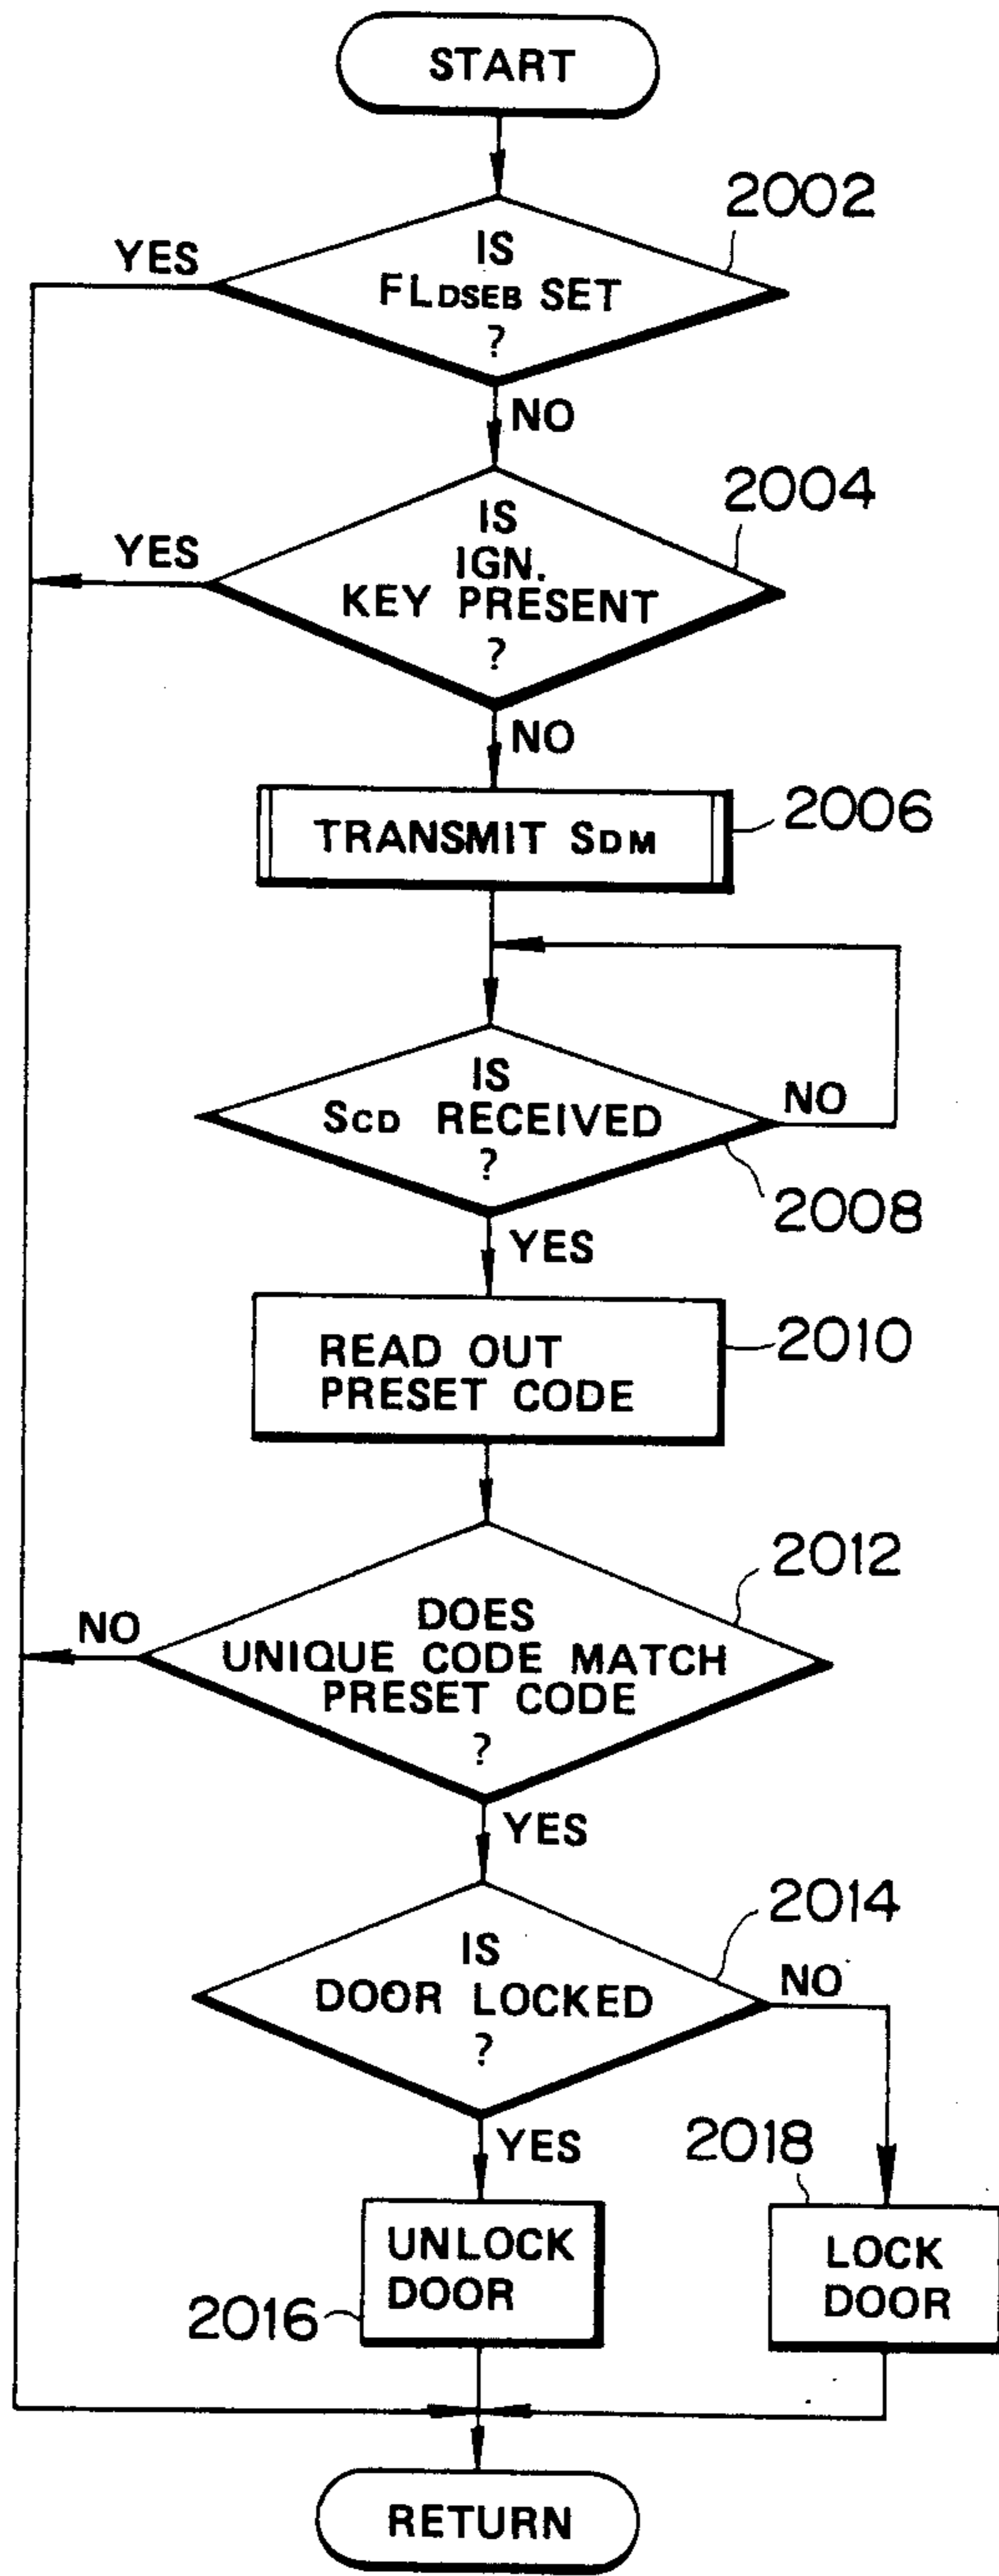 START
2002
YES
IS
FLDSEB SET
?
NO
2004
YES
IS
IGN.
KEY PRESENT
?
NO
2006
TRANSMIT SDM
IS
SCD RECEIVED
?
NO
2008
YES
2010
READ OUT
PRESET CODE
2012
NO
DOES
UNIQUE CODE MATCH
PRESET CODE
?
YES
2014
IS
DOOR LOCKED
?
NO
YES
2018
UNLOCK
DOOR
2016
LOCK
DOOR
RETURN